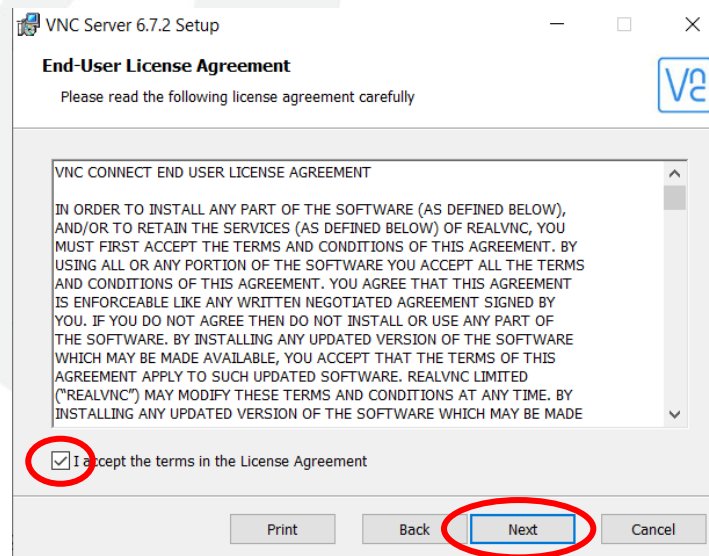 VNC Server 6.7.2 Setup
End-User License Agreement
Please read the following license agreement carefully
VNC
VNC CONNECT END USER LICENSE AGREEMENT
IN ORDER TO INSTALL ANY PART OF THE SOFTWARE (AS DEFINED BELOW),
AND/OR TO RETAIN THE SERVICES (AS DEFINED BELOW) OF REALVNC, YOU
MUST FIRST ACCEPT THE TERMS AND CONDITIONS OF THIS AGREEMENT. BY
USING ALL OR ANY PORTION OF THE SOFTWARE YOU ACCEPT ALL THE TERMS
AND CONDITIONS OF THIS AGREEMENT. YOU AGREE THAT THIS AGREEMENT
IS ENFORCEABLE LIKE ANY WRITTEN NEGOTIATED AGREEMENT SIGNED BY
YOU. IF YOU DO NOT AGREE THEN DO NOT INSTALL OR USE ANY PART OF
THE SOFTWARE. BY INSTALLING ANY UPDATED VERSION OF THE SOFTWARE
WHICH MAY BE MADE AVAILABLE, YOU ACCEPT THAT THE TERMS OF THIS
AGREEMENT APPLY TO SUCH UPDATED SOFTWARE. REALVNC LIMITED
("REALVNC") MAY MODIFY THESE TERMS AND CONDITIONS AT ANY TIME. BY
INSTALLING ANY UPDATED VERSION OF THE SOFTWARE WHICH MAY BE MADE
I accept the terms in the License Agreement
Print Back Next Cancel